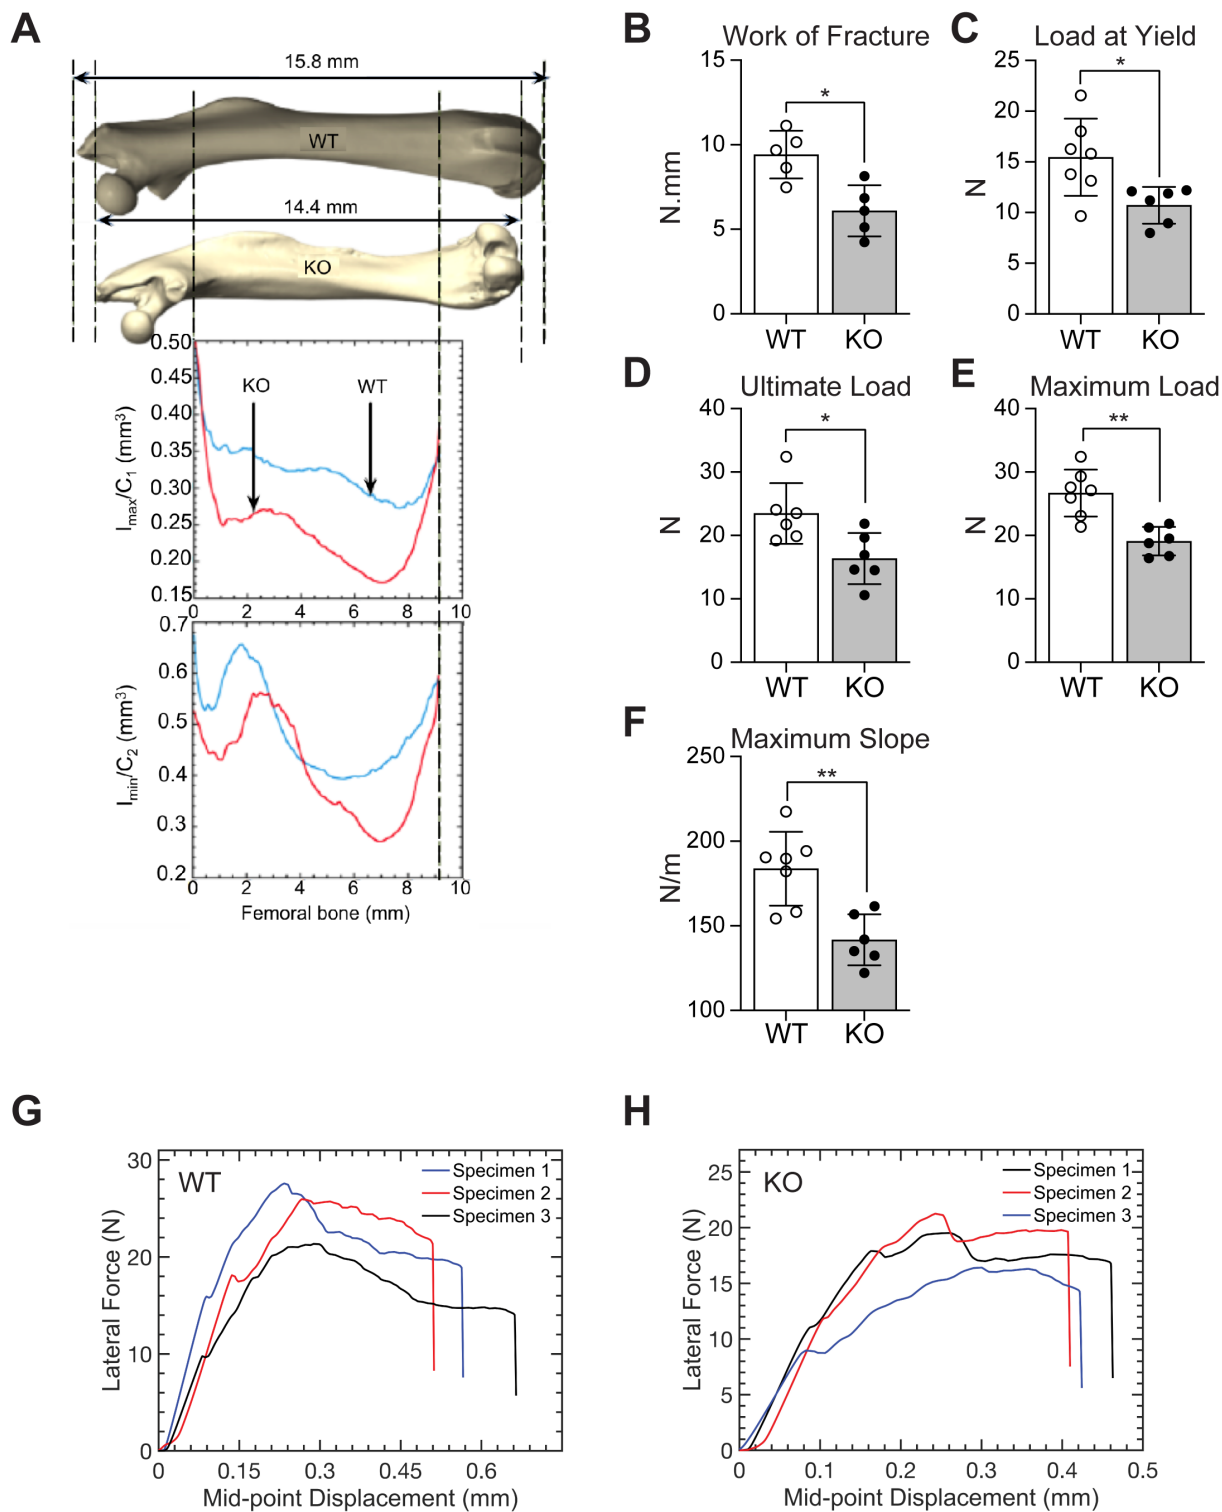 A
15.8 mm
WT
14.4 mm
KO
0.50
0.45
0.40
0.35
0.30
0.25
0.20
0.15
Imax/C1 (mm3)
KO
WT
0 2 4 6 8 10
0.7
0.6
0.5
0.4
0.3
0.2
Imin/C2 (mm3)
0 2 4 6 8 10
Femoral bone (mm)
B
Work of Fracture
15
10
5
0
N.mm
*
WT KO
C
Load at Yield
25
20
15
10
5
0
N
*
WT KO
D
Ultimate Load
40
30
20
10
0
N
*
WT KO
E
Maximum Load
40
30
20
10
0
N
**
WT KO
F
Maximum Slope
250
200
150
100
N/m
**
WT KO
G
WT
Specimen 1
Specimen 2
Specimen 3
30
20
10
0
Lateral Force (N)
0 0.15 0.3 0.45 0.6
Mid-point Displacement (mm)
H
KO
Specimen 1
Specimen 2
Specimen 3
25
20
15
10
5
0
Lateral Force (N)
0 0.1 0.2 0.3 0.4 0.5
Mid-point Displacement (mm)